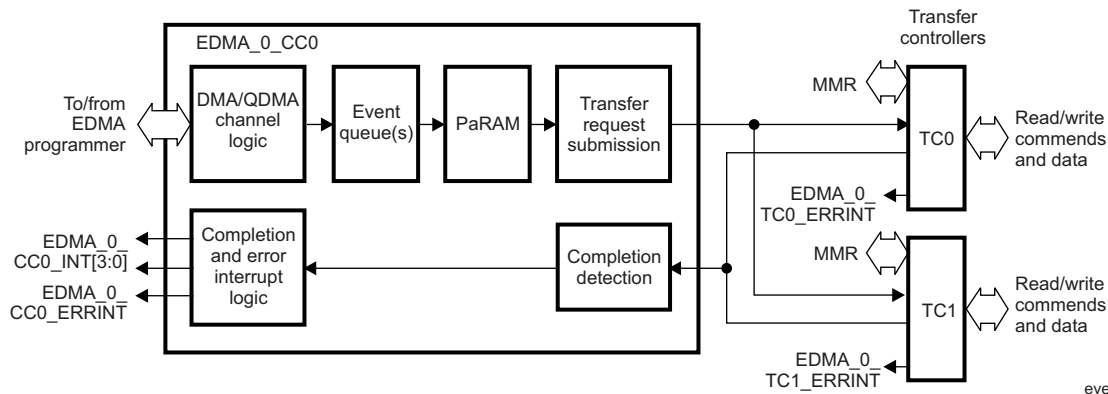 Transfer
controllers
EDMA_0_CC0
MMR
To/from
EDMA
programmer
DMA/QDMA
channel
logic
Event
queue(s)
PaRAM
Transfer
request
submission
TC0
Read/write
commends
and data
EDMA_0_
TC0_ERRINT
EDMA_0_
CC0_INT[3:0]
EDMA_0_
CC0_ERRINT
Completion
and error
interrupt
logic
Completion
detection
MMR
TC1
Read/write
commends
and data
EDMA_0_
TC1_ERRINT
eve